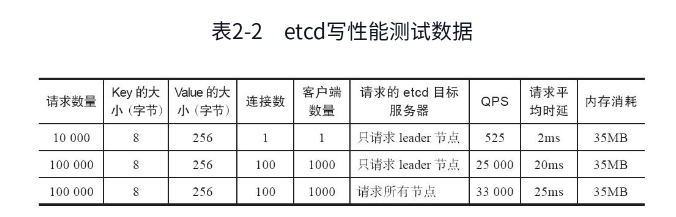 表2-2 etcd写性能测试数据
请求数量 Key 的大小（字节） Value 的大小（字节） 连接数 客户端数量 请求的 etcd 目标服务器 QPS 请求平均时延 内存消耗
10 000 8 256 1 1 只请求 leader 节点 525 2ms 35MB
100 000 8 256 100 1000 只请求 leader 节点 25 000 20ms 35MB
100 000 8 256 100 1000 请求所有节点 33 000 25ms 35MB